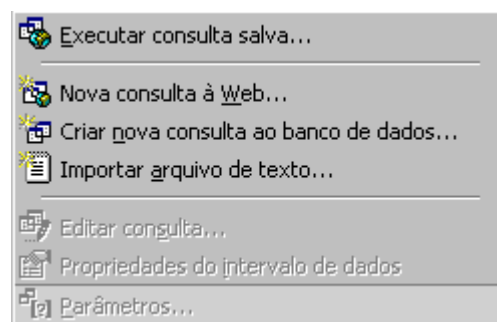 Executar consulta salva...
Nova consulta à Web...
Criar nova consulta ao banco de dados...
Importar arquivo de texto...
Editar consulta...
Propriedades do intervalo de dados
Parâmetros...